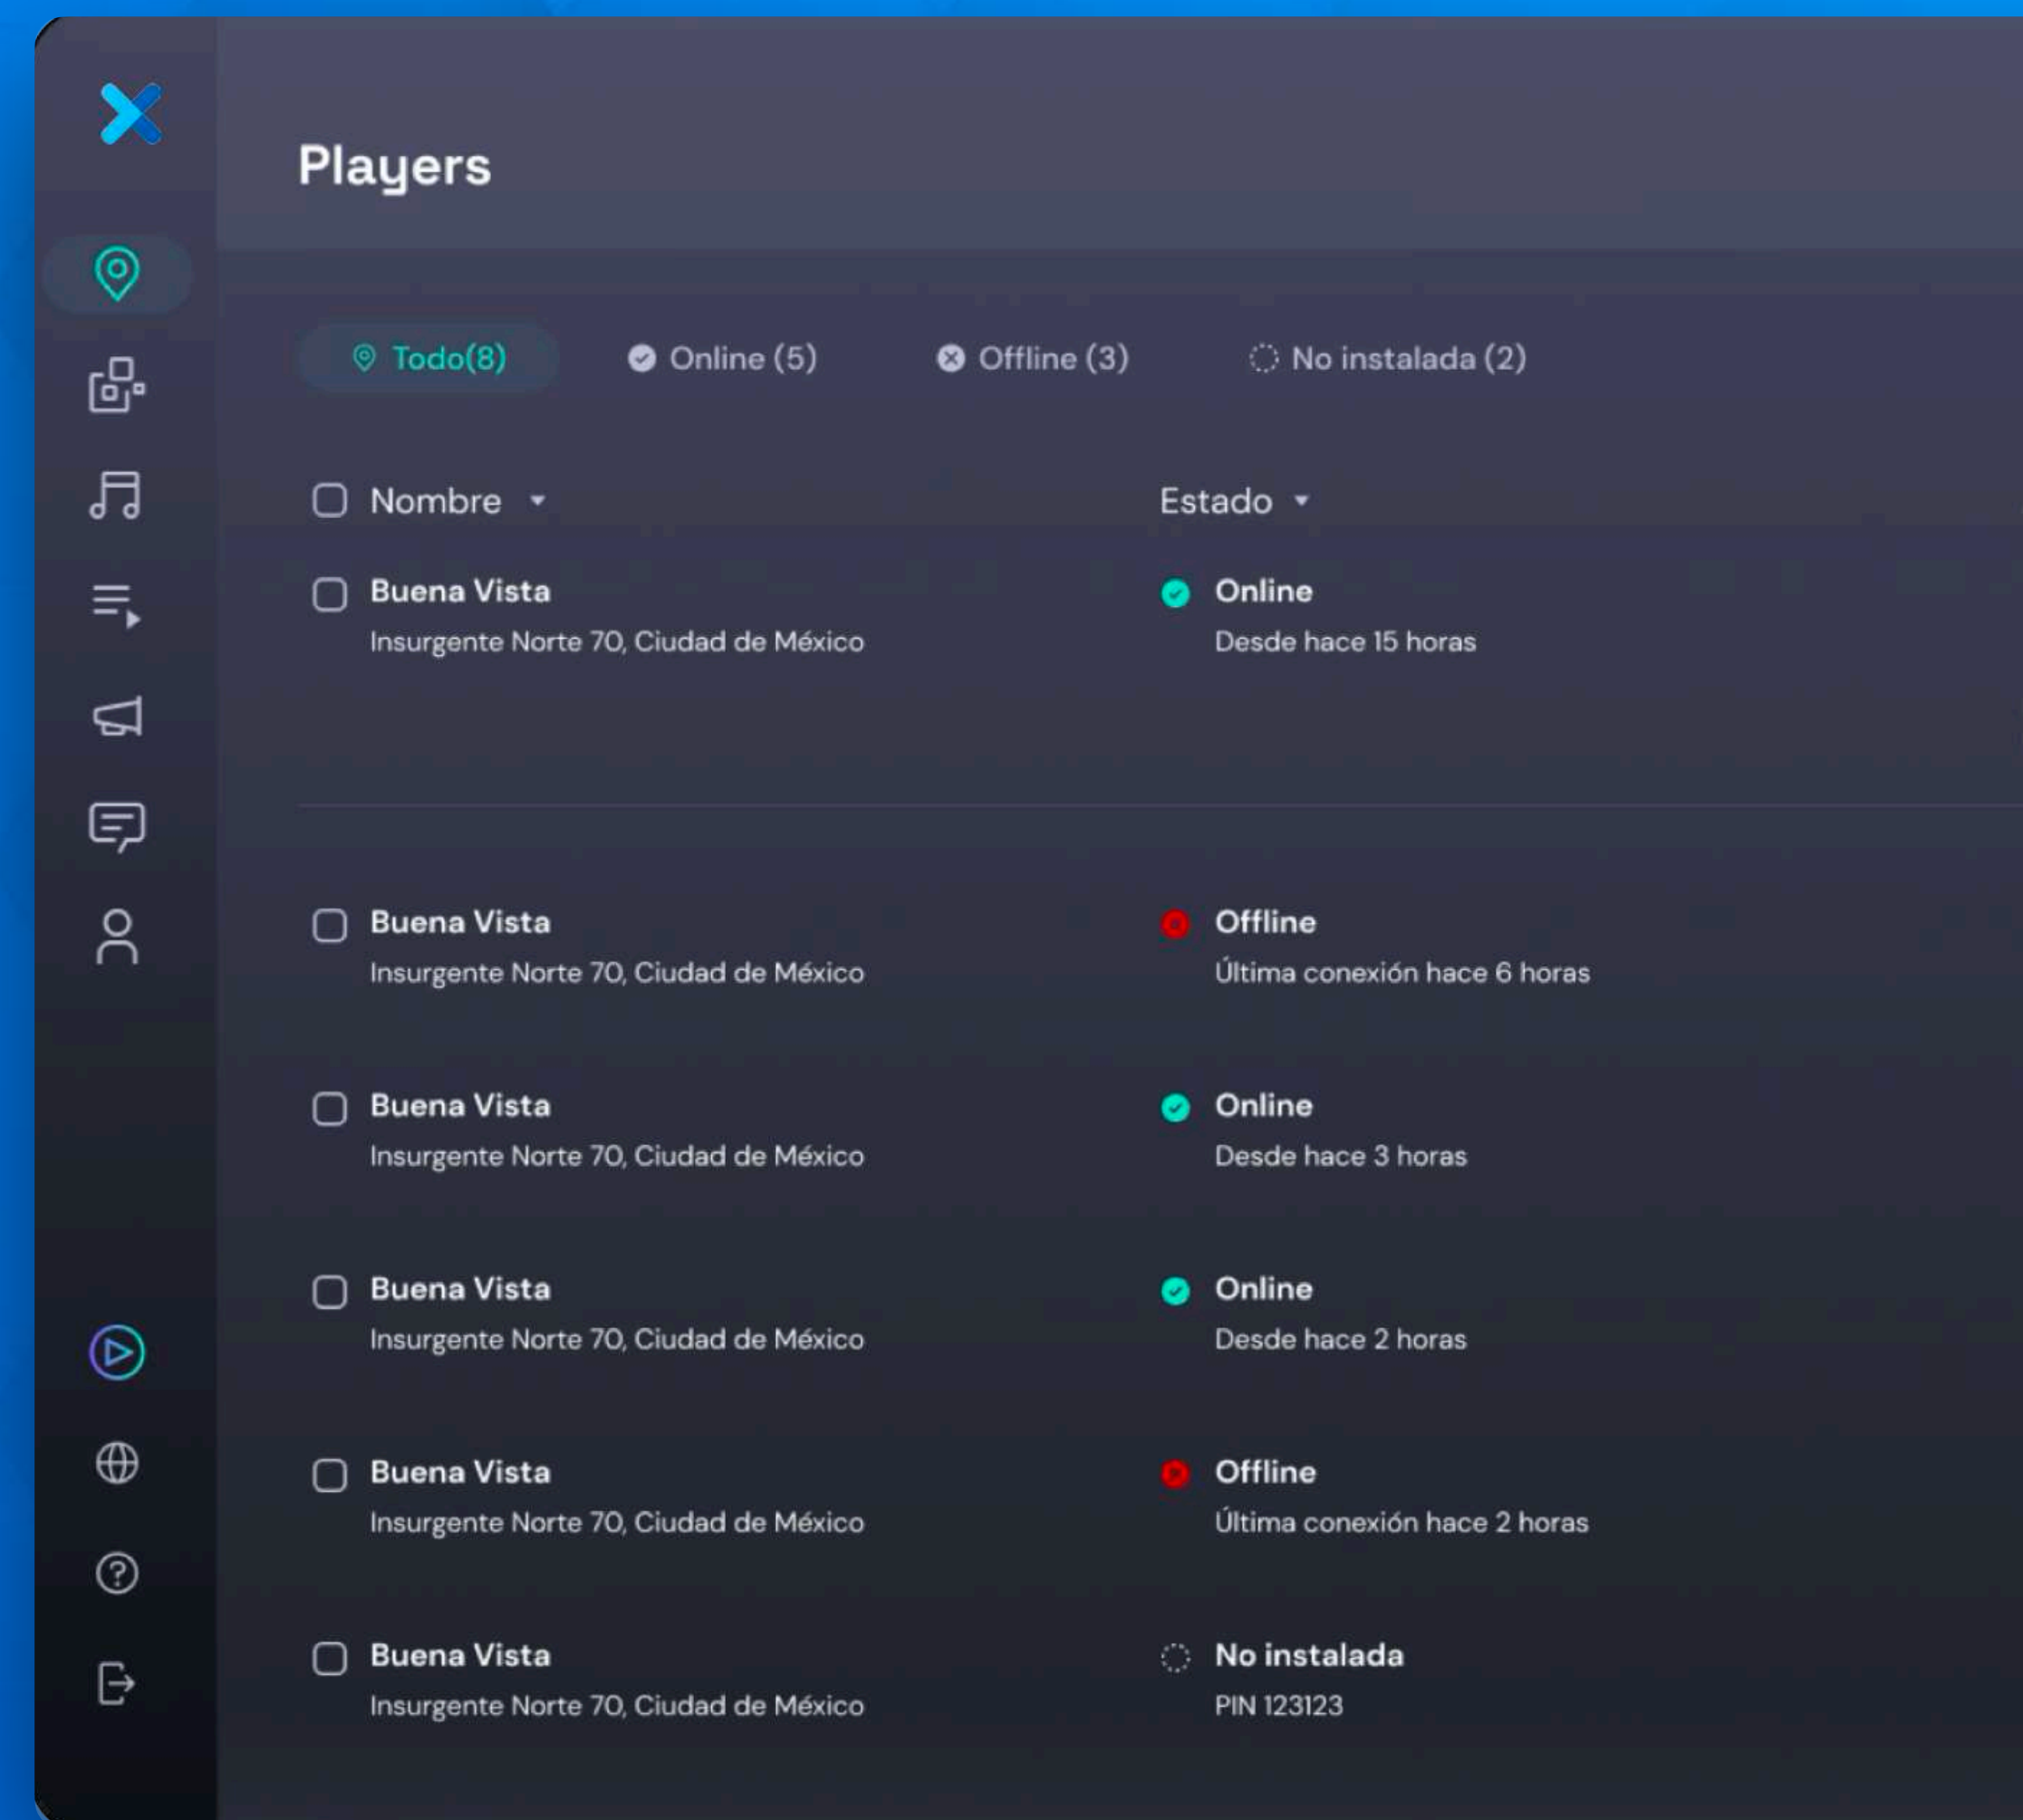 Players
Todo(8) Online (5) Offline (3) No instalada (2)
Nombre Estado
Buena Vista Online
Insurgente Norte 70, Ciudad de México Desde hace 15 horas
Buena Vista Offline
Insurgente Norte 70, Ciudad de México Última conexión hace 6 horas
Buena Vista Online
Insurgente Norte 70, Ciudad de México Desde hace 3 horas
Buena Vista Online
Insurgente Norte 70, Ciudad de México Desde hace 2 horas
Buena Vista Offline
Insurgente Norte 70, Ciudad de México Última conexión hace 2 horas
Buena Vista No instalada
Insurgente Norte 70, Ciudad de México PIN 123123